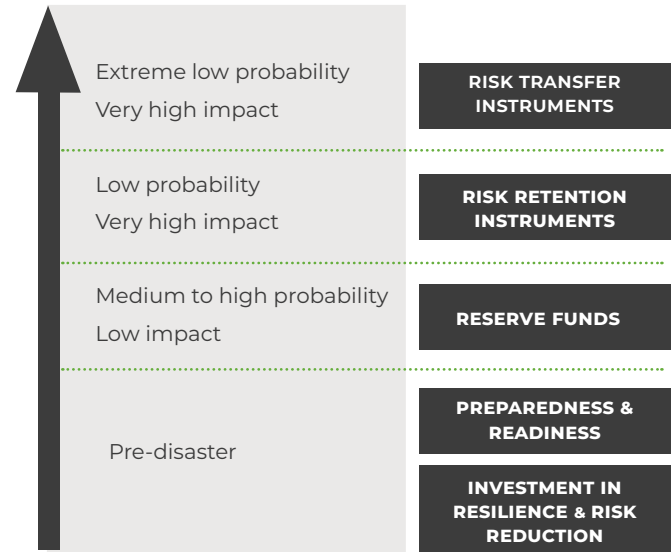 Extreme low probability
Very high impact
RISK TRANSFER
INSTRUMENTS
Low probability
Very high impact
RISK RETENTION
INSTRUMENTS
Medium to high probability
Low impact
RESERVE FUNDS
Pre-disaster
PREPAREDNESS &
READINESS
INVESTMENT IN
RESILIENCE & RISK
REDUCTION